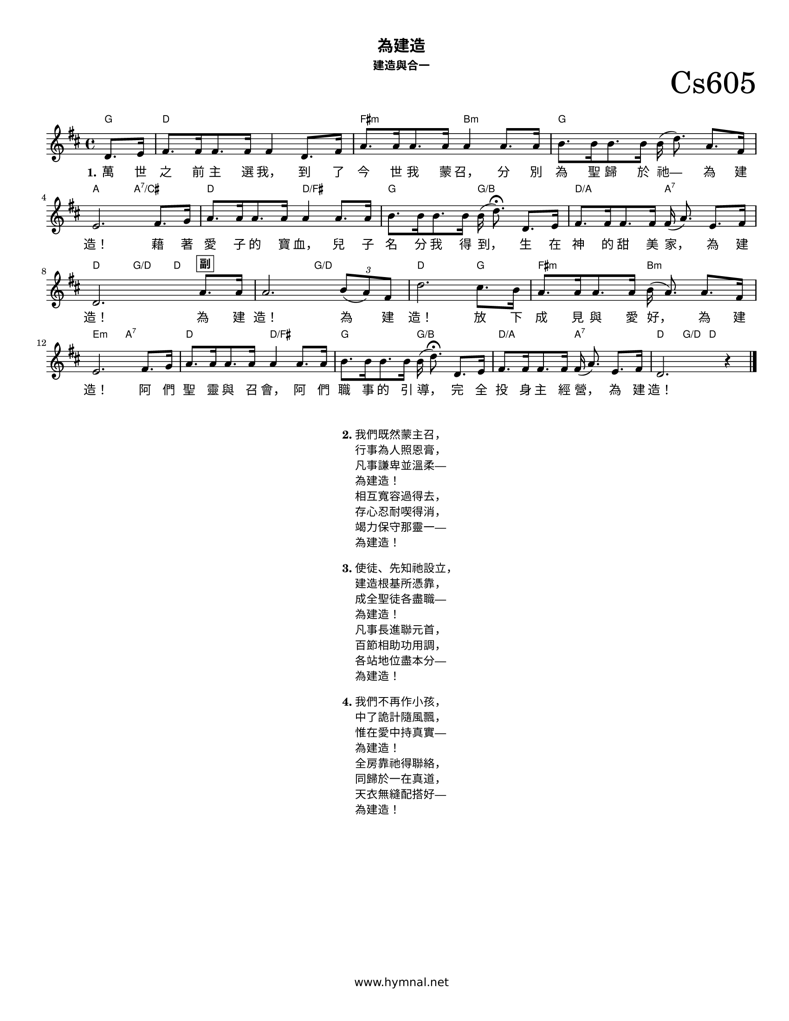 為建造
建造與合一
Cs605
G D F♯m Bm G
1. 萬 世 之 前 主 選 我， 到 了 今 世 我 蒙 召， 分 別 為 聖 歸 於 祂— 為 建
4 A A7/C♯ D D/F♯ G G/B D/A A7
造！ 藉 著 愛 子 的 寶 血， 兒 子 名 分 我 得 到， 生 在 神 的 甜 美 家， 為 建
8 D G/D D 副 G/D D G F♯m Bm
3
造！ 為 建 造！ 為 建 造！ 放 下 成 見 與 愛 好， 為 建
12 Em A7 D D/F♯ G G/B D/A A7 D G/D D
造！ 阿 們 聖 靈 與 召 會， 阿 們 職 事 的 引 導， 完 全 投 身 主 經 營， 為 建 造！
2. 我們既然蒙主召，
行事為人照恩膏，
凡事謙卑並溫柔—
為建造！
相互寬容過得去，
存心忍耐喫得消，
竭力保守那靈一—
為建造！
3. 使徒、先知祂設立，
建造根基所憑靠，
成全聖徒各盡職—
為建造！
凡事長進聯元首，
百節相助功用調，
各站地位盡本分—
為建造！
4. 我們不再作小孩，
中了詭計隨風飄，
惟在愛中持真實—
為建造！
全房靠祂得聯絡，
同歸於一在真道，
天衣無縫配搭好—
為建造！
www.hymnal.net